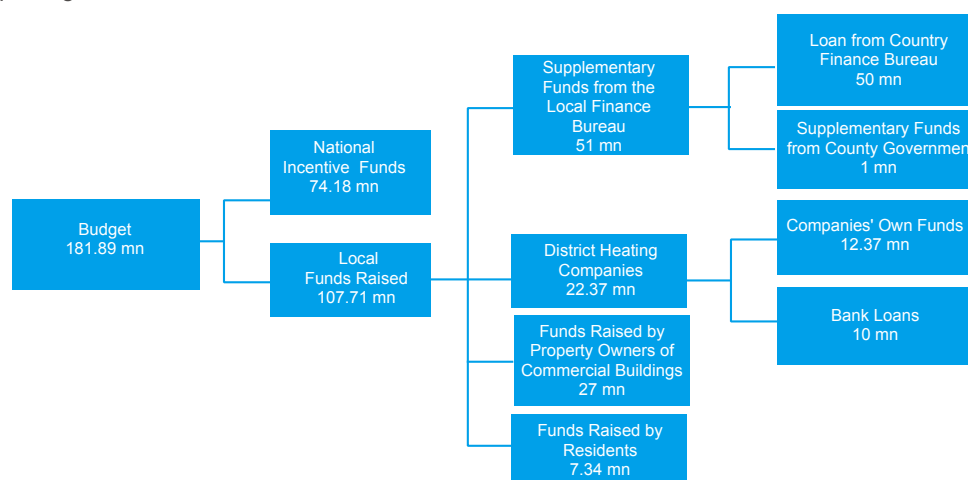 Budget
181.89 mn
National
Incentive Funds
74.18 mn
Local
Funds Raised
107.71 mn
Supplementary
Funds from the
Local Finance
Bureau
51 mn
District Heating
Companies
22.37 mn
Funds Raised by
Property Owners of
Commercial Buildings
27 mn
Funds Raised by
Residents
7.34 mn
Loan from Country
Finance Bureau
50 mn
Supplementary Funds
from County Governmen
1 mn
Companies' Own Funds
12.37 mn
Bank Loans
10 mn